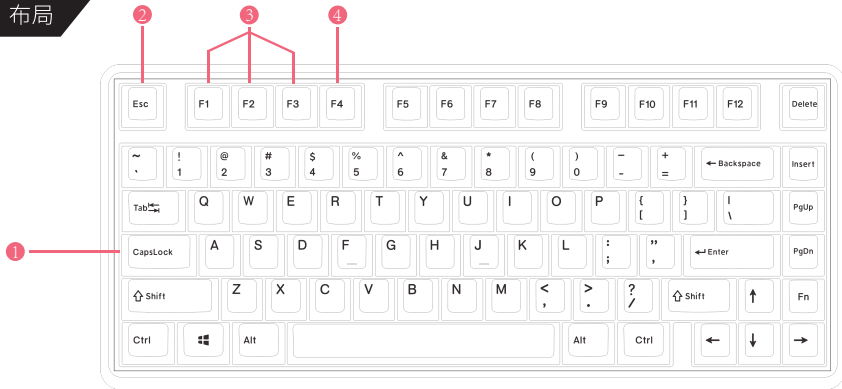 布局
2 3 4
Esc F1 F2 F3 F4 F5 F6 F7 F8 F9 F10 F11 F12 Delete
~ ! @ # $ % ^ & * ( ) – + ← Backspace Insert
` 1 2 3 4 5 6 7 8 9 0 - =
Tab Q W E R T Y U I O P { } | PgUp
[ ] \
1 CapsLock A S D F G H J K L : " ↵ Enter PgDn
_ _ ; ,
⇧ Shift Z X C V B N M < > ? ⇧ Shift ↑ Fn
, . /
Ctrl Alt Alt Ctrl ← ↓ →